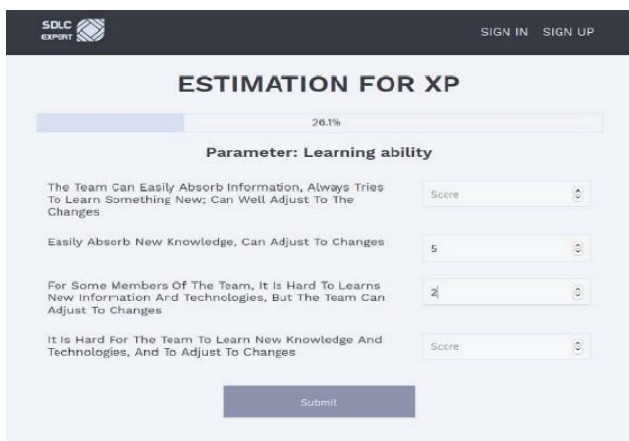 SDLC
EXPERT
SIGN IN SIGN UP
ESTIMATION FOR XP
26.1%
Parameter: Learning ability
The Team Can Easily Absorb Information, Always Tries
To Learn Something New; Can Well Adjust To The
Changes
Score
Easily Absorb New Knowledge, Can Adjust To Changes
5
For Some Members Of The Team, It Is Hard To Learns
New Information And Technologies, But The Team Can
Adjust To Changes
2
It Is Hard For The Team To Learn New Knowledge And
Technologies, And To Adjust To Changes
Score
Submit